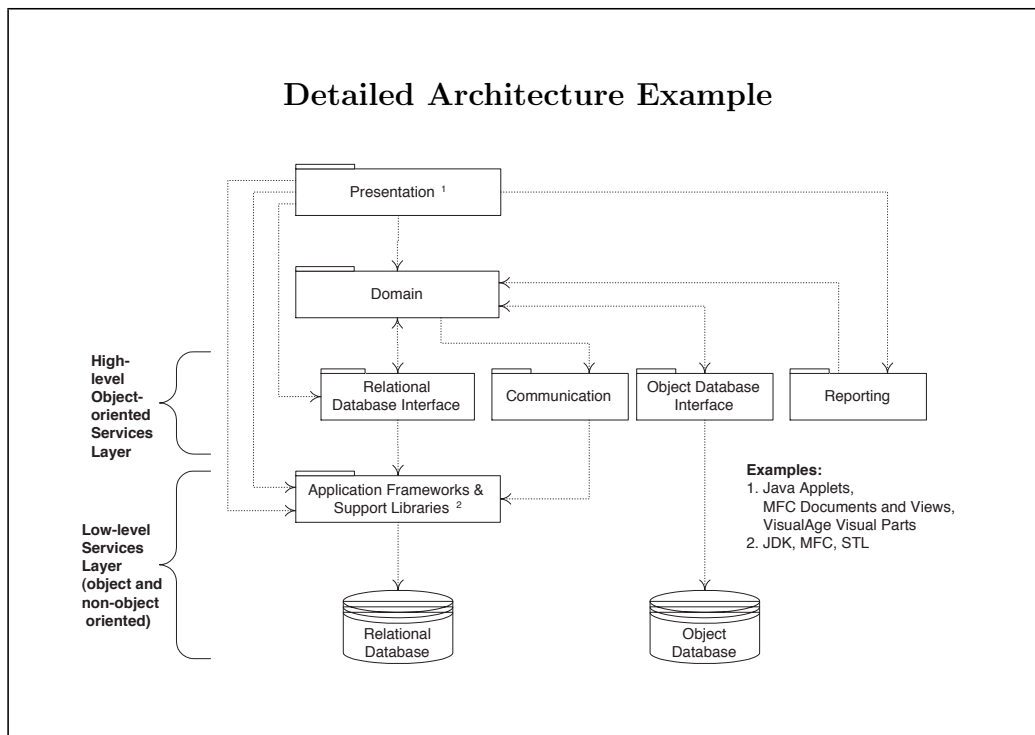 Detailed Architecture Example
Presentation 1
Domain
High-
level
Object-
oriented
Services
Layer
Relational
Database Interface
Communication
Object Database
Interface
Reporting
Low-level
Services
Layer
(object and
non-object
oriented)
Application Frameworks &
Support Libraries 2
Examples:
1. Java Applets,
MFC Documents and Views,
VisualAge Visual Parts
2. JDK, MFC, STL
Relational
Database
Object
Database